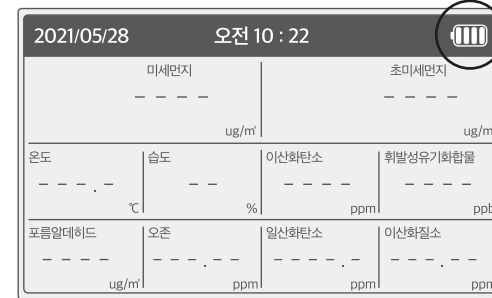 2021/05/28 오전 10 : 22
미세먼지 초미세먼지
- - - - - - - -
ug/㎥ ug/㎥
온도 습도 이산화탄소 휘발성유기화합물
- - - . - - - - - - - - - - -
℃ % ppm ppb
포름알데히드 오존 일산화탄소 이산화질소
- - - - - - - . - - - - - - . - - - - . - -
ug/㎥ ppm ppm ppm